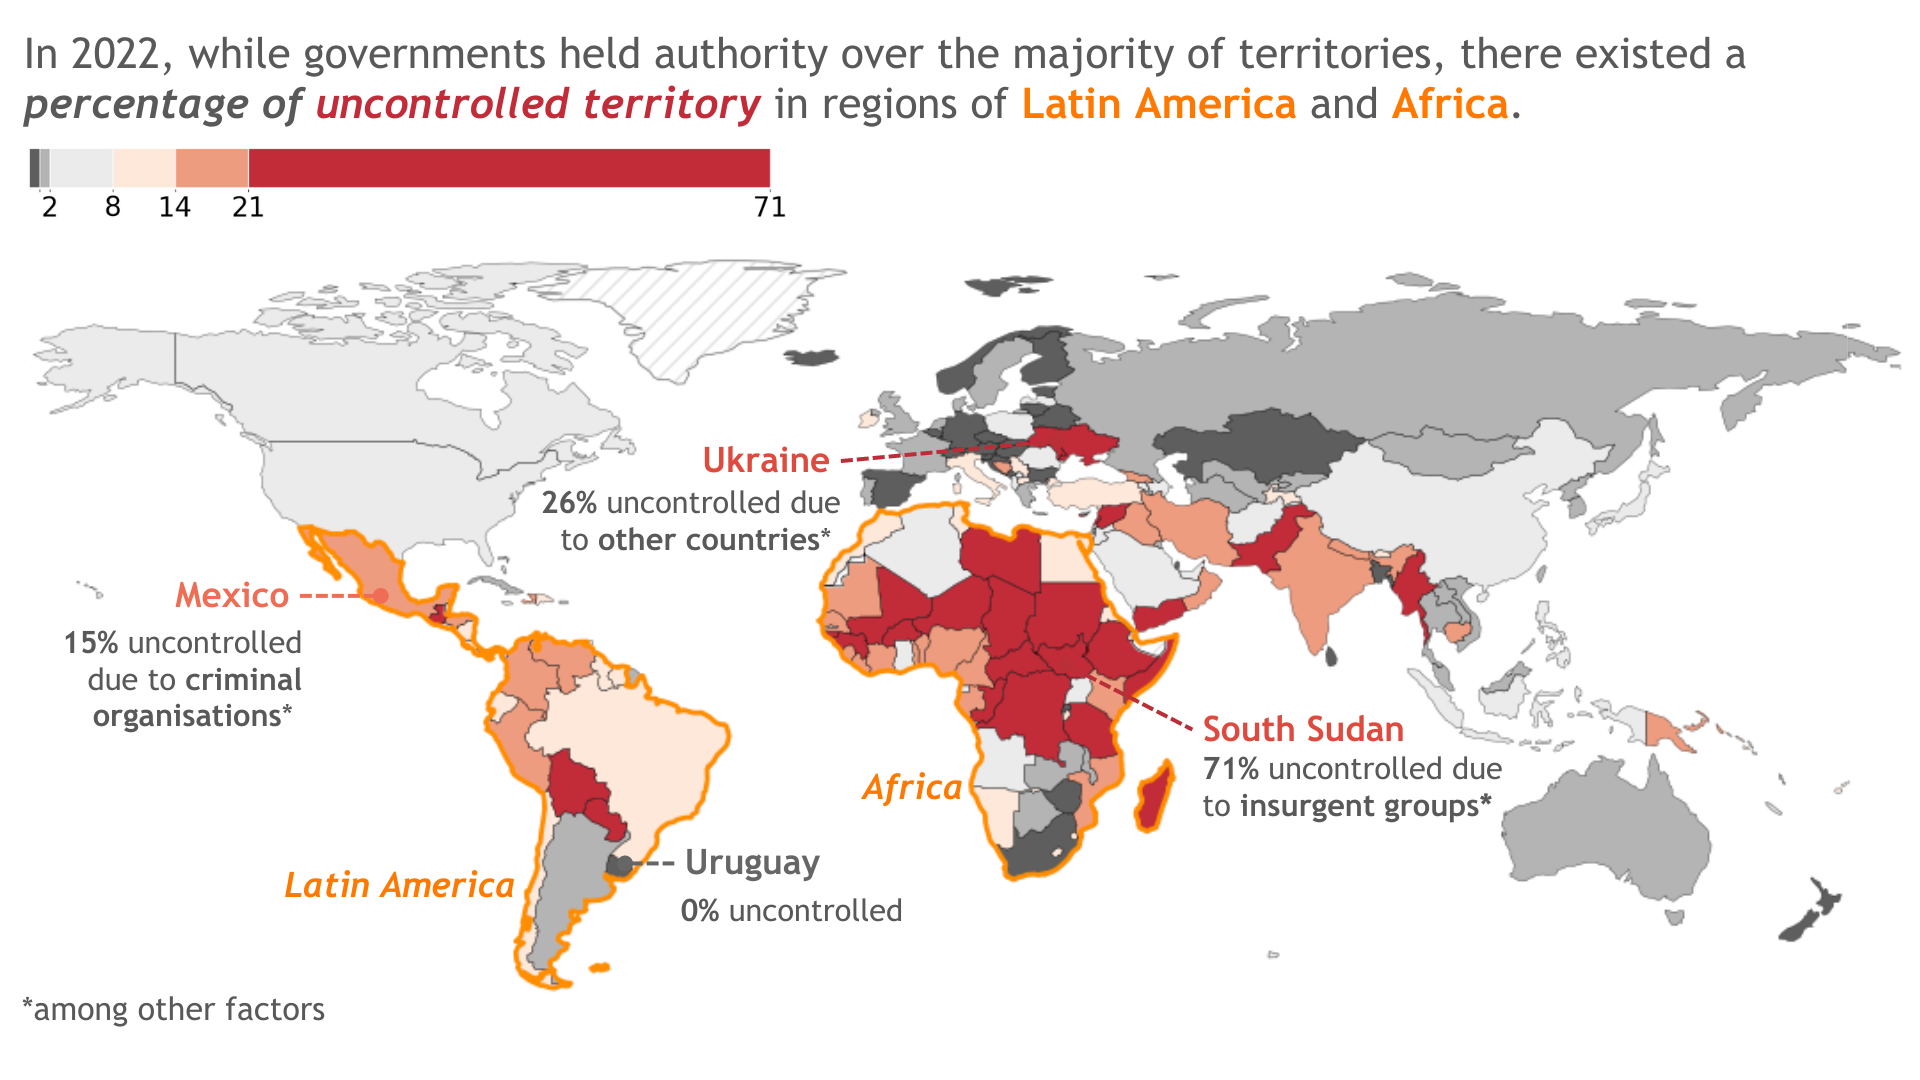 In 2022, while governments held authority over the majority of territories, there existed a
percentage of uncontrolled territory in regions of Latin America and Africa.
2 8 14 21 71
Ukraine
26% uncontrolled due
to other countries*
Mexico
15% uncontrolled
due to criminal
organisations*
South Sudan
71% uncontrolled due
to insurgent groups*
Africa
Uruguay
0% uncontrolled
Latin America
*among other factors